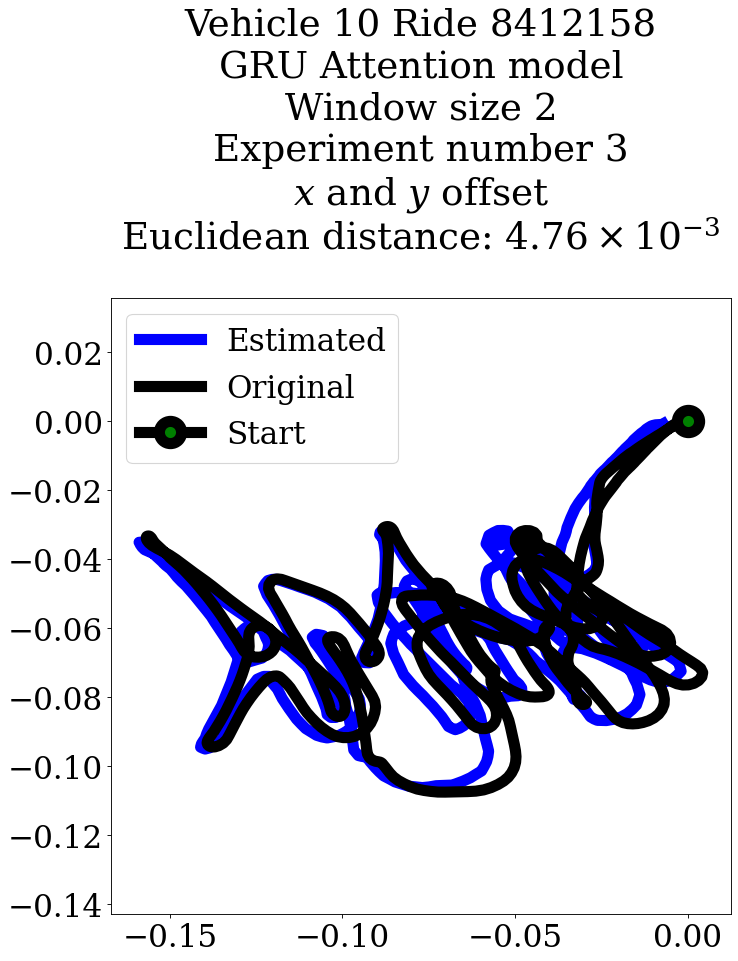 Vehicle 10 Ride 8412158
GRU Attention model
Window size 2
Experiment number 3
x and y offset
Euclidean distance: 4.76 × 10⁻³
Estimated
Original
Start
0.02
0.00
−0.02
−0.04
−0.06
−0.08
−0.10
−0.12
−0.14
−0.15
−0.10
−0.05
0.00